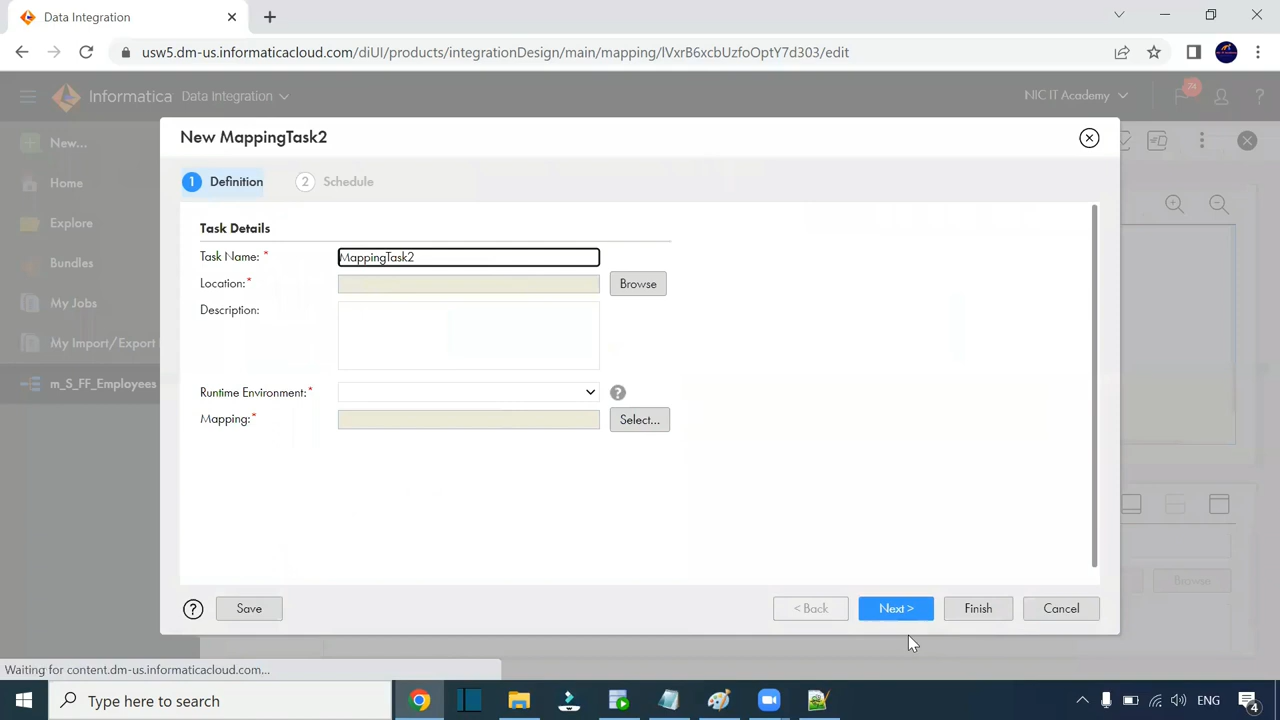 Data Integration
usw5.dm-us.informaticacloud.com/diUI/products/integrationDesign/main/mapping/lVxrB6xcbUzfoOptY7d303/edit
Informatica Data Integration
NIC IT Academy
74
?
New...
Home
Explore
Bundles
My Jobs
My Import/Export
m_S_FF_Employees
New MappingTask2
1 Definition
2 Schedule
Task Details
Task Name: *
MappingTask2
Location:*
Browse
Description:
Runtime Environment:*
?
Mapping:*
Select...
Browse
?
Save
< Back
Next >
Finish
Cancel
Waiting for content.dm-us.informaticacloud.com...
Type here to search
ENG
4